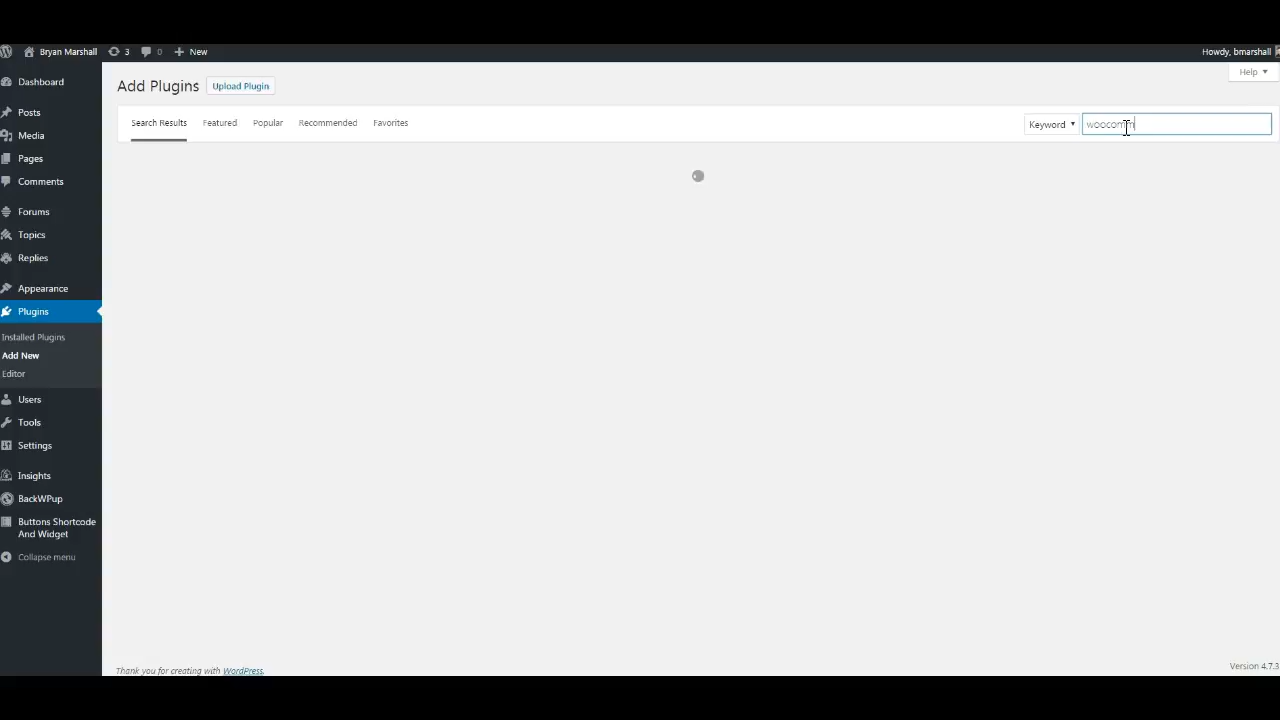 Bryan Marshall 3 0 New Howdy, bmarshall
Help ▼
Dashboard
Posts
Media
Pages
Comments
Forums
Topics
Replies
Appearance
Plugins
Installed Plugins
Add New
Editor
Users
Tools
Settings
Insights
BackWPup
Buttons Shortcode
And Widget
Collapse menu
Add Plugins Upload Plugin
Search Results Featured Popular Recommended Favorites
Keyword ▼ woocomm
Thank you for creating with WordPress.
Version 4.7.3